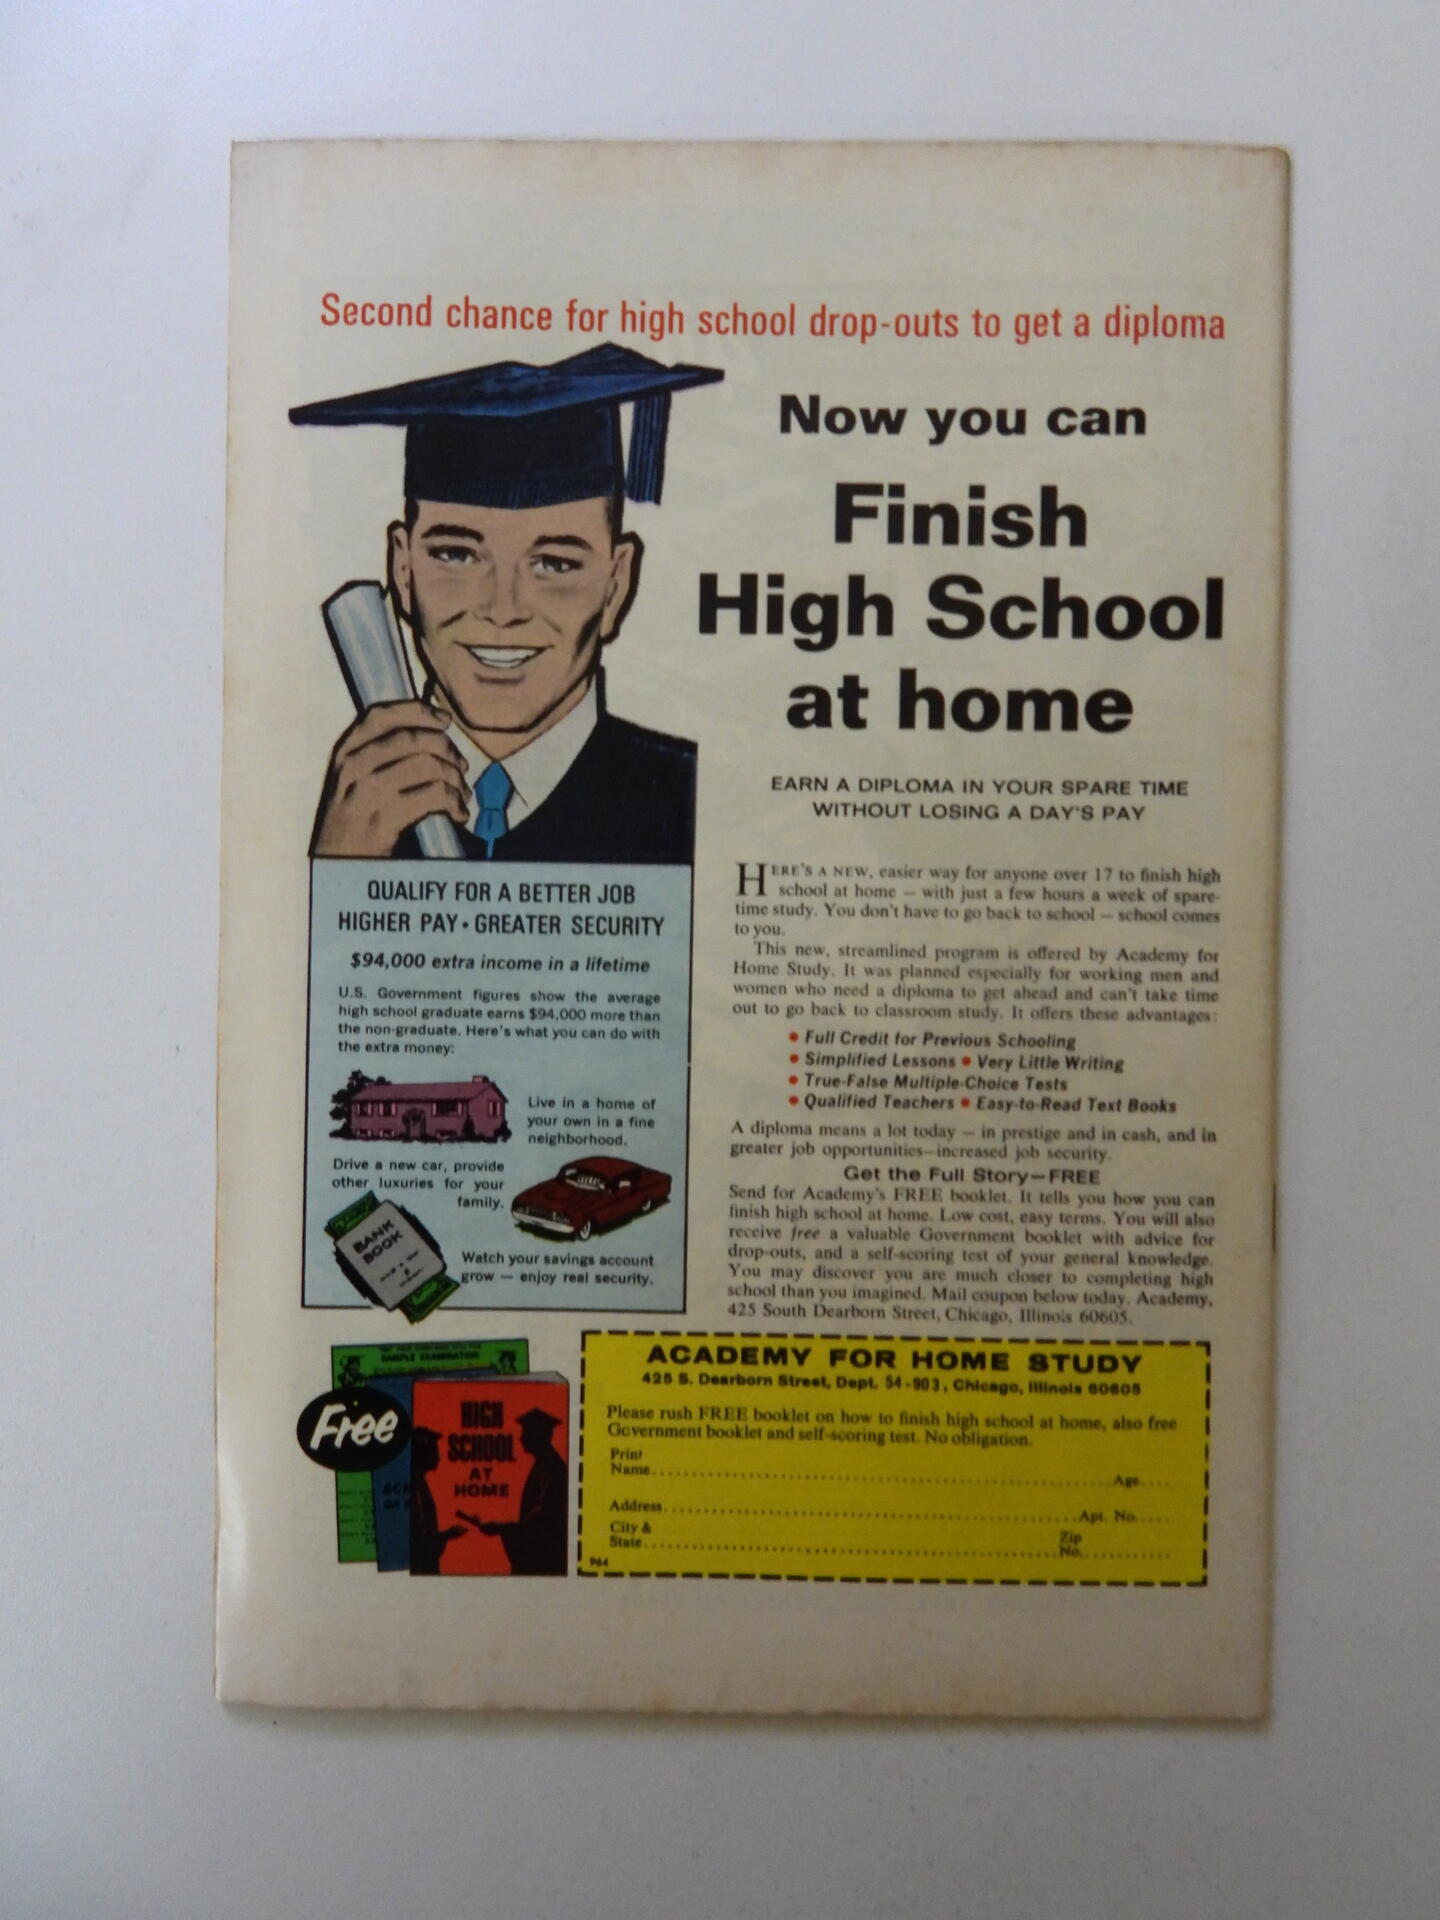 Second chance for high school drop-outs to get a diploma
Now you can
Finish
High School
at home
EARN A DIPLOMA IN YOUR SPARE TIME
WITHOUT LOSING A DAY'S PAY
QUALIFY FOR A BETTER JOB
HIGHER PAY • GREATER SECURITY
$94,000 extra income in a lifetime
U.S. Government figures show the average
high school graduate earns $94,000 more than
the non-graduate. Here's what you can do with
the extra money:
Live in a home of
your own in a fine
neighborhood.
Drive a new car, provide
other luxuries for your
family.
BANK
BOOK
Watch your savings account
grow — enjoy real security.
HERE'S A NEW, easier way for anyone over 17 to finish high
school at home — with just a few hours a week of spare-
time study. You don't have to go back to school — school comes
to you.
This new, streamlined program is offered by Academy for
Home Study. It was planned especially for working men and
women who need a diploma to get ahead and can't take time
out to go back to classroom study. It offers these advantages:
• Full Credit for Previous Schooling
• Simplified Lessons • Very Little Writing
• True-False Multiple-Choice Tests
• Qualified Teachers • Easy-to-Read Text Books
A diploma means a lot today — in prestige and in cash, and in
greater job opportunities—increased job security.
Get the Full Story—FREE
Send for Academy's FREE booklet. It tells you how you can
finish high school at home. Low cost, easy terms. You will also
receive free a valuable Government booklet with advice for
drop-outs, and a self-scoring test of your general knowledge.
You may discover you are much closer to completing high
school than you imagined. Mail coupon below today. Academy,
425 South Dearborn Street, Chicago, Illinois 60605.
SAMPLE EXAMINATION
Free
HIGH
SCHOOL
AT
HOME
ACADEMY FOR HOME STUDY
425 S. Dearborn Street, Dept. 54-903, Chicago, Illinois 60605
Please rush FREE booklet on how to finish high school at home, also free
Government booklet and self-scoring test. No obligation.
Print
Name.......... Age....
Address.......... Apt. No.....
City & Zip
State.......... No..........
964